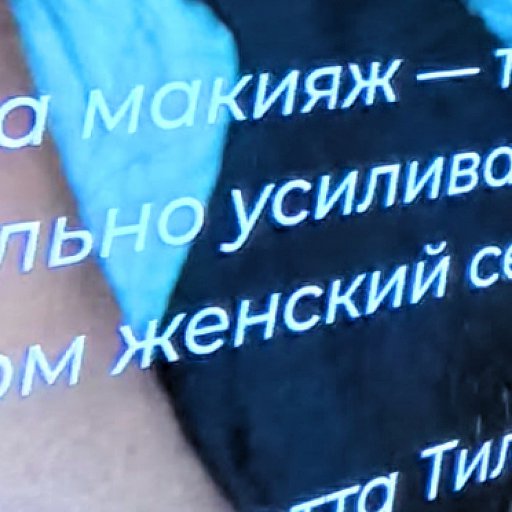 а макияж — т
льно усилива
ом женский се
тта Тил